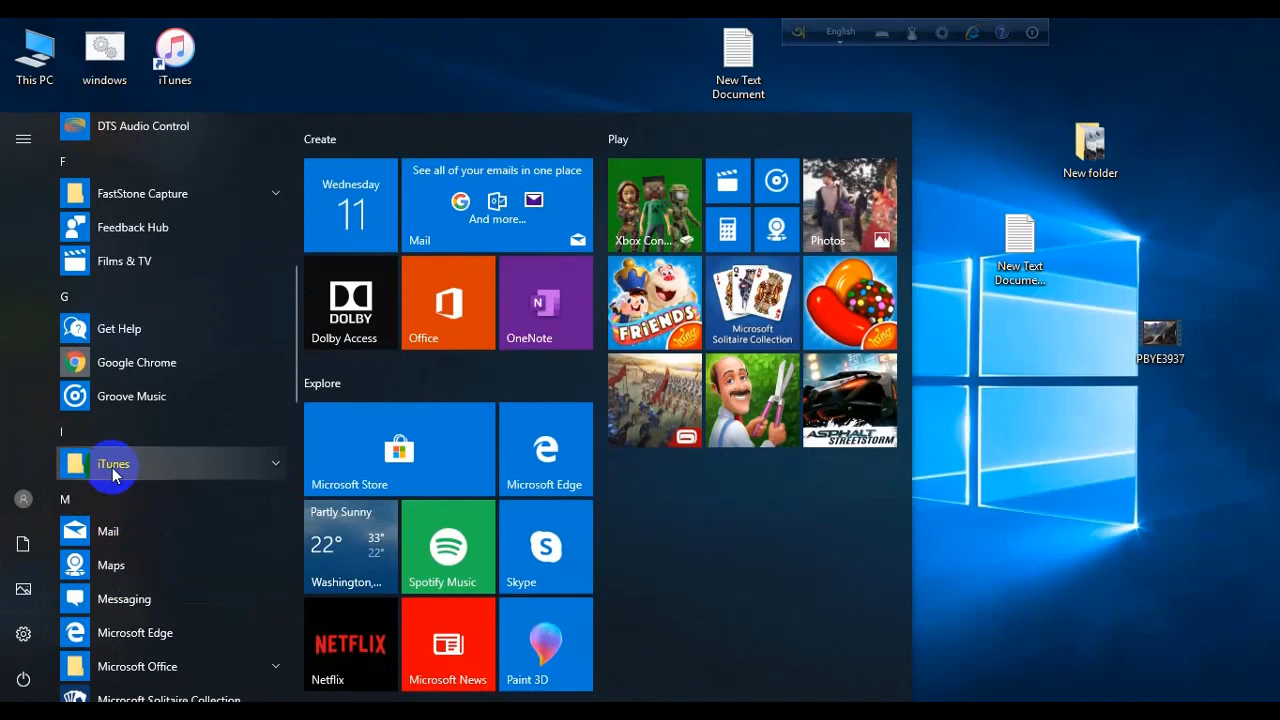 This PC
windows
iTunes
New Text
Document
English
New folder
New Text
Docume...
PBYE3937
DTS Audio Control
F
FastStone Capture
Feedback Hub
Films & TV
G
Get Help
Google Chrome
Groove Music
I
iTunes
M
Mail
Maps
Messaging
Microsoft Edge
Microsoft Office
Microsoft Solitaire Collection
Create
Wednesday
11
See all of your emails in one place
And more...
Mail
DOLBY
Dolby Access
Office
N
OneNote
Explore
Microsoft Store
Microsoft Edge
Partly Sunny
22° 33°
22°
Washington,...
Spotify Music
Skype
NETFLIX
Netflix
Microsoft News
Paint 3D
Play
Xbox Con...
Photos
FRIENDS
King
Microsoft
Solitaire Collection
King
ASPHALT
STREETSTORM